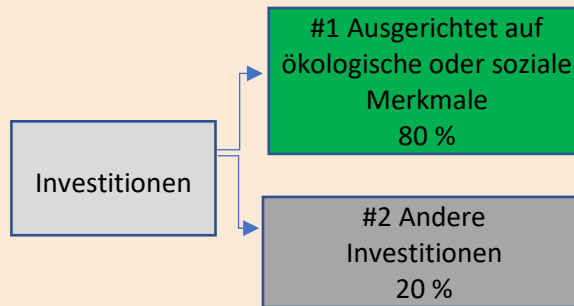 #1 Ausgerichtet auf
ökologische oder soziale
Merkmale
80 %
Investitionen
#2 Andere
Investitionen
20 %